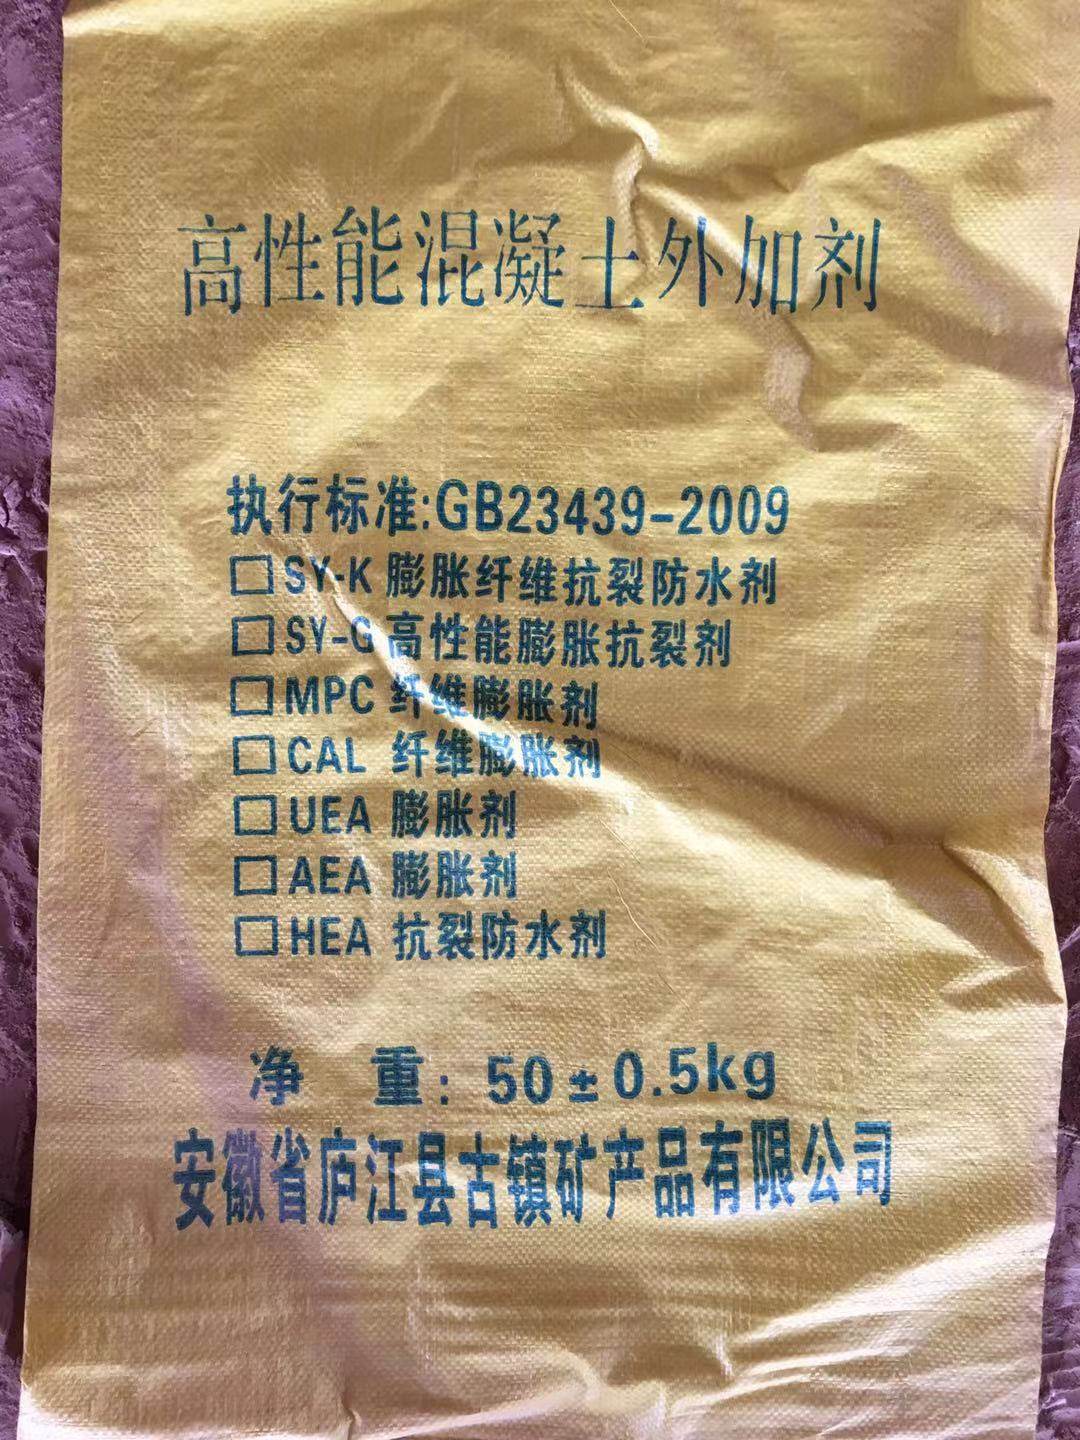 高性能混凝土外加剂
执行标准:GB23439-2009
□SY-K 膨胀纤维抗裂防水剂
□SY-G 高性能膨胀抗裂剂
□MPC 纤维膨胀剂
□CAL 纤维膨胀剂
□UEA 膨胀剂
□AEA 膨胀剂
□HEA 抗裂防水剂
净 重: 50±0.5kg
安徽省庐江县古镇矿产品有限公司